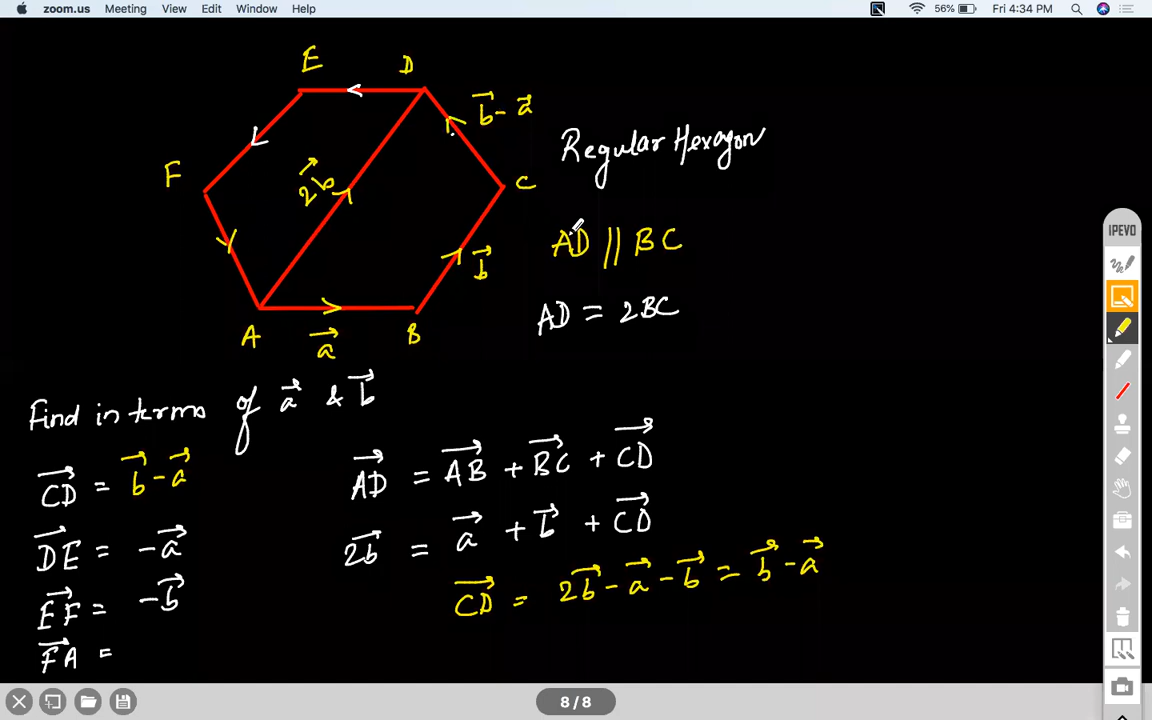 zoom.us Meeting View Edit Window Help 56% Fri 4:34 PM
E D
b⃗ - a⃗
F
2b⃗
C
Regular Hexagon
IPEVO
AD || BC
b⃗
AD = 2BC
A B
a⃗
Find in terms of a⃗ & b⃗
CD⃗ = b⃗ - a⃗
AD⃗ = AB⃗ + BC⃗ + CD⃗
DE⃗ = -a⃗
2b⃗ = a⃗ + b⃗ + CD⃗
EF⃗ = -b⃗
CD⃗ = 2b⃗ - a⃗ - b⃗ = b⃗ - a⃗
FA⃗ =
8/8